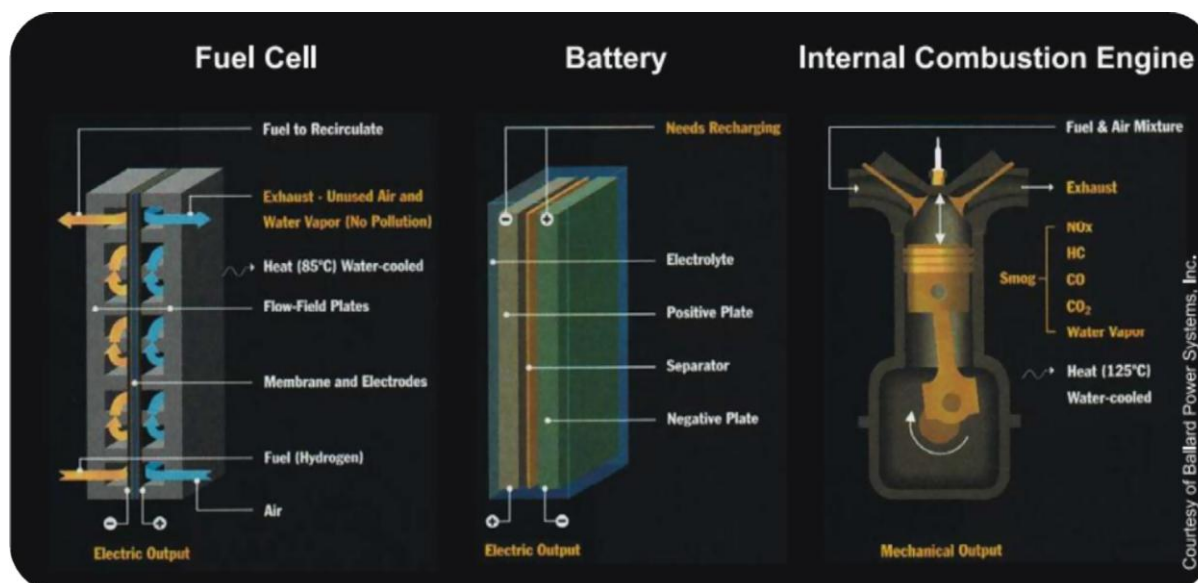 Fuel Cell
Fuel to Recirculate
Exhaust - Unused Air and
Water Vapor (No Pollution)
Heat (85°C) Water-cooled
Flow-Field Plates
Membrane and Electrodes
Fuel (Hydrogen)
Air
- +
Electric Output
Battery
Needs Recharging
- +
Electrolyte
Positive Plate
Separator
Negative Plate
+ -
Electric Output
Internal Combustion Engine
Fuel & Air Mixture
Exhaust
Smog
NOx
HC
CO
CO₂
Water Vapor
Heat (125°C)
Water-cooled
Mechanical Output
Courtesy of Ballard Power Systems, Inc.